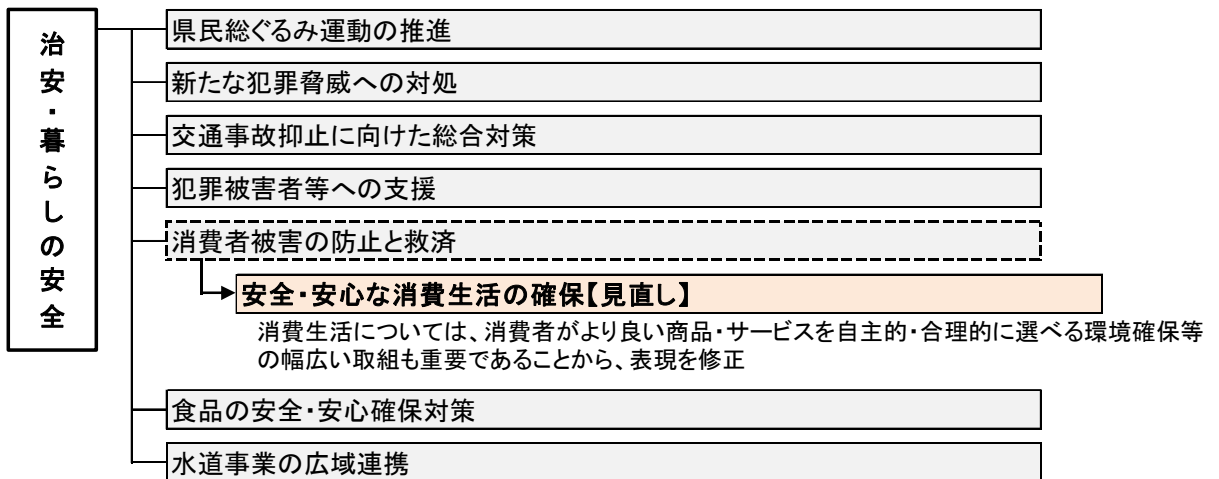 治安・暮らしの安全
県民総ぐるみ運動の推進
新たな犯罪脅威への対処
交通事故抑止に向けた総合対策
犯罪被害者等への支援
消費者被害の防止と救済
安全・安心な消費生活の確保【見直し】
消費生活については、消費者がより良い商品・サービスを自主的・合理的に選べる環境確保等
の幅広い取組も重要であることから、表現を修正
食品の安全・安心確保対策
水道事業の広域連携